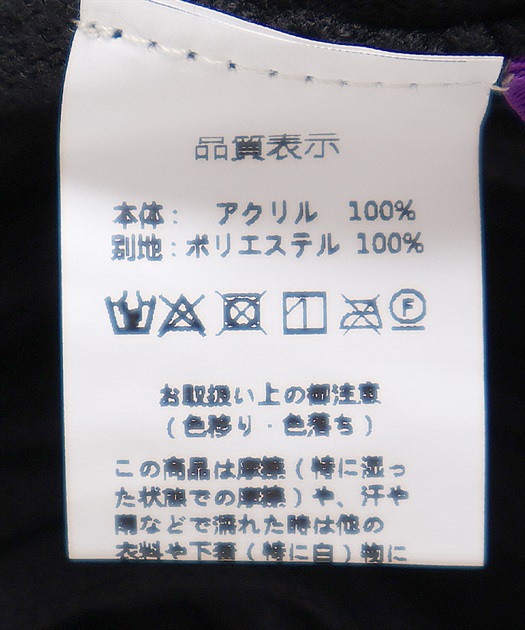 品質表示
本体: アクリル 100%
別地:ポリエステル 100%
F
お取扱い上の御注意
(色移り・色落ち)
この商品は摩擦(特に湿っ
た状態での摩擦)や、汗や
雨などで濡れた時は他の
衣料や下着(特に白)物に